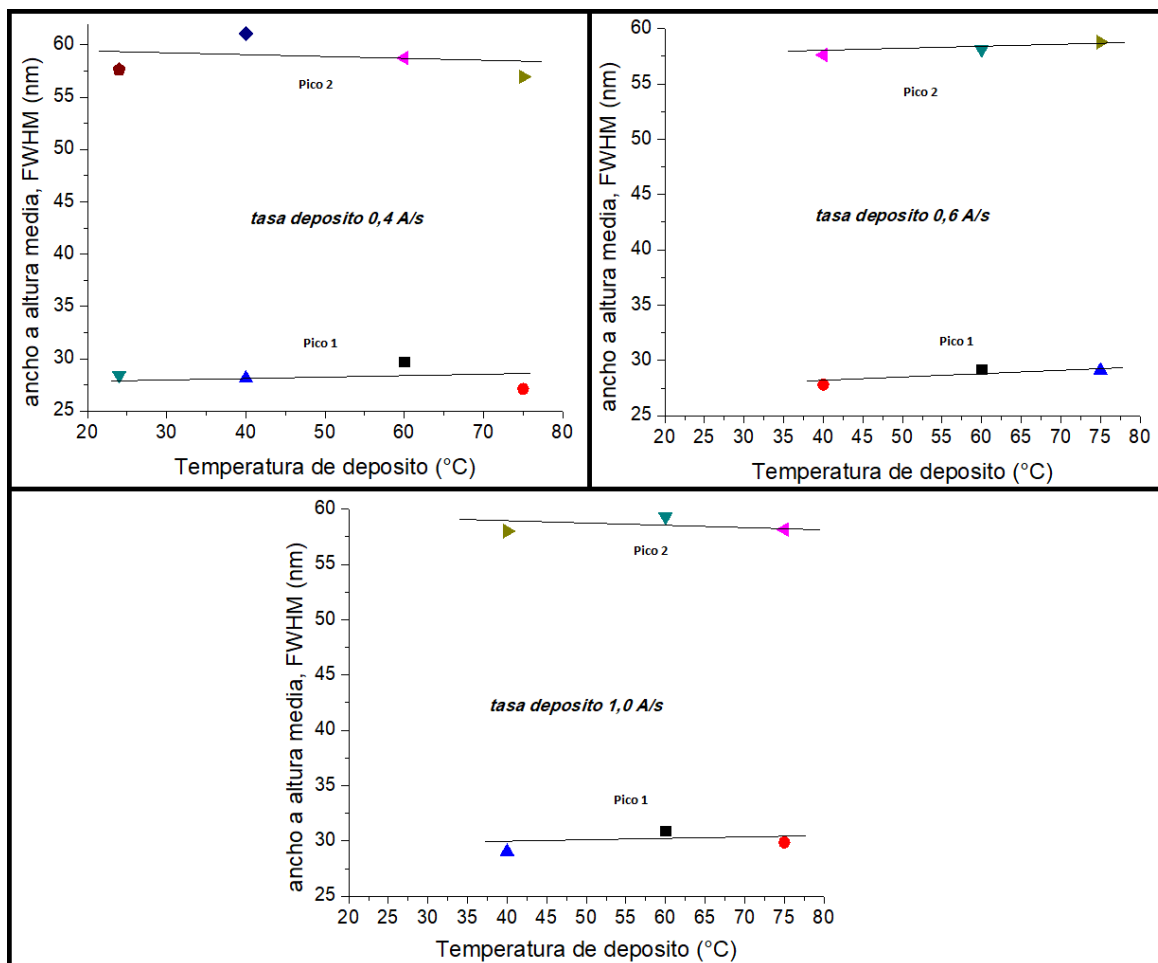 ancho a altura media, FWHM (nm)
60
55
50
45
40
35
30
25
Pico 2
tasa deposito 0,4 A/s
Pico 1
20 30 40 50 60 70 80
Temperatura de deposito (°C)
ancho a altura media, FWHM (nm)
60
55
50
45
40
35
30
25
Pico 2
tasa deposito 0,6 A/s
Pico 1
20 25 30 35 40 45 50 55 60 65 70 75 80
Temperatura de deposito (°C)
ancho a altura media, FWHM (nm)
60
55
50
45
40
35
30
25
Pico 2
tasa deposito 1,0 A/s
Pico 1
20 25 30 35 40 45 50 55 60 65 70 75 80
Temperatura de deposito (°C)